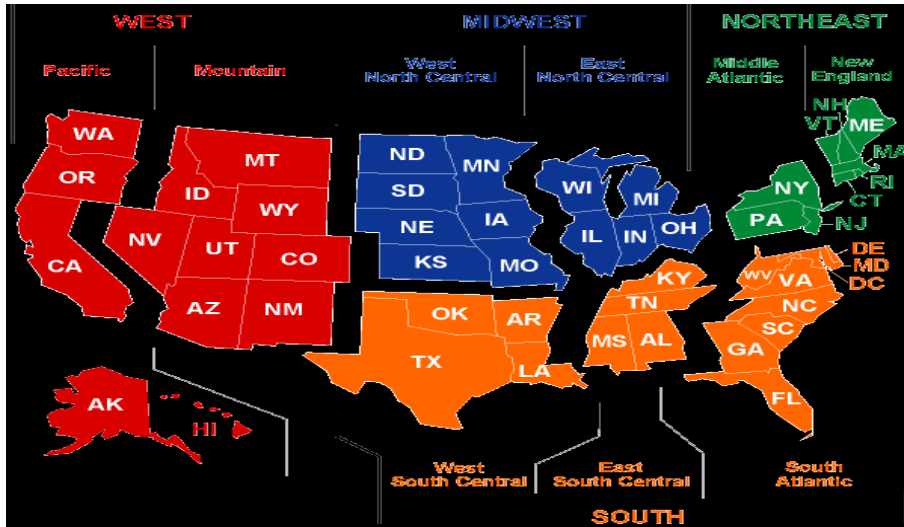 WEST
MIDWEST
NORTHEAST
Pacific
Mountain
West
North Central
East
North Central
Middle
Atlantic
New
England
NH
VT
ME
MA
RI
CT
NJ
NY
PA
WA
OR
CA
MT
ID
WY
NV
UT
CO
AZ
NM
ND
SD
NE
KS
MN
IA
MO
WI
MI
IL
IN
OH
DE
MD
DC
WV
VA
NC
SC
GA
FL
KY
TN
MS
AL
OK
AR
TX
LA
AK
HI
West
South Central
East
South Central
South
Atlantic
SOUTH